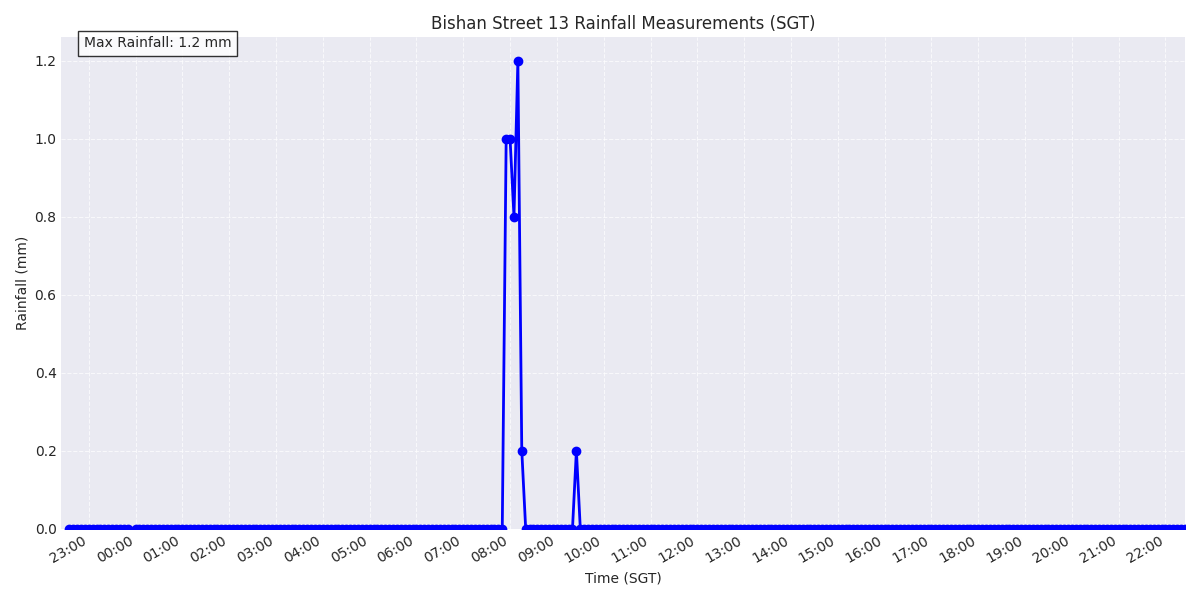 Bishan Street 13 Rainfall Measurements (SGT)
Max Rainfall: 1.2 mm
1.2
1.0
0.8
0.6
0.4
0.2
0.0
Rainfall (mm)
23:00 00:00 01:00 02:00 03:00 04:00 05:00 06:00 07:00 08:00 09:00 10:00 11:00 12:00 13:00 14:00 15:00 16:00 17:00 18:00 19:00 20:00 21:00 22:00
Time (SGT)